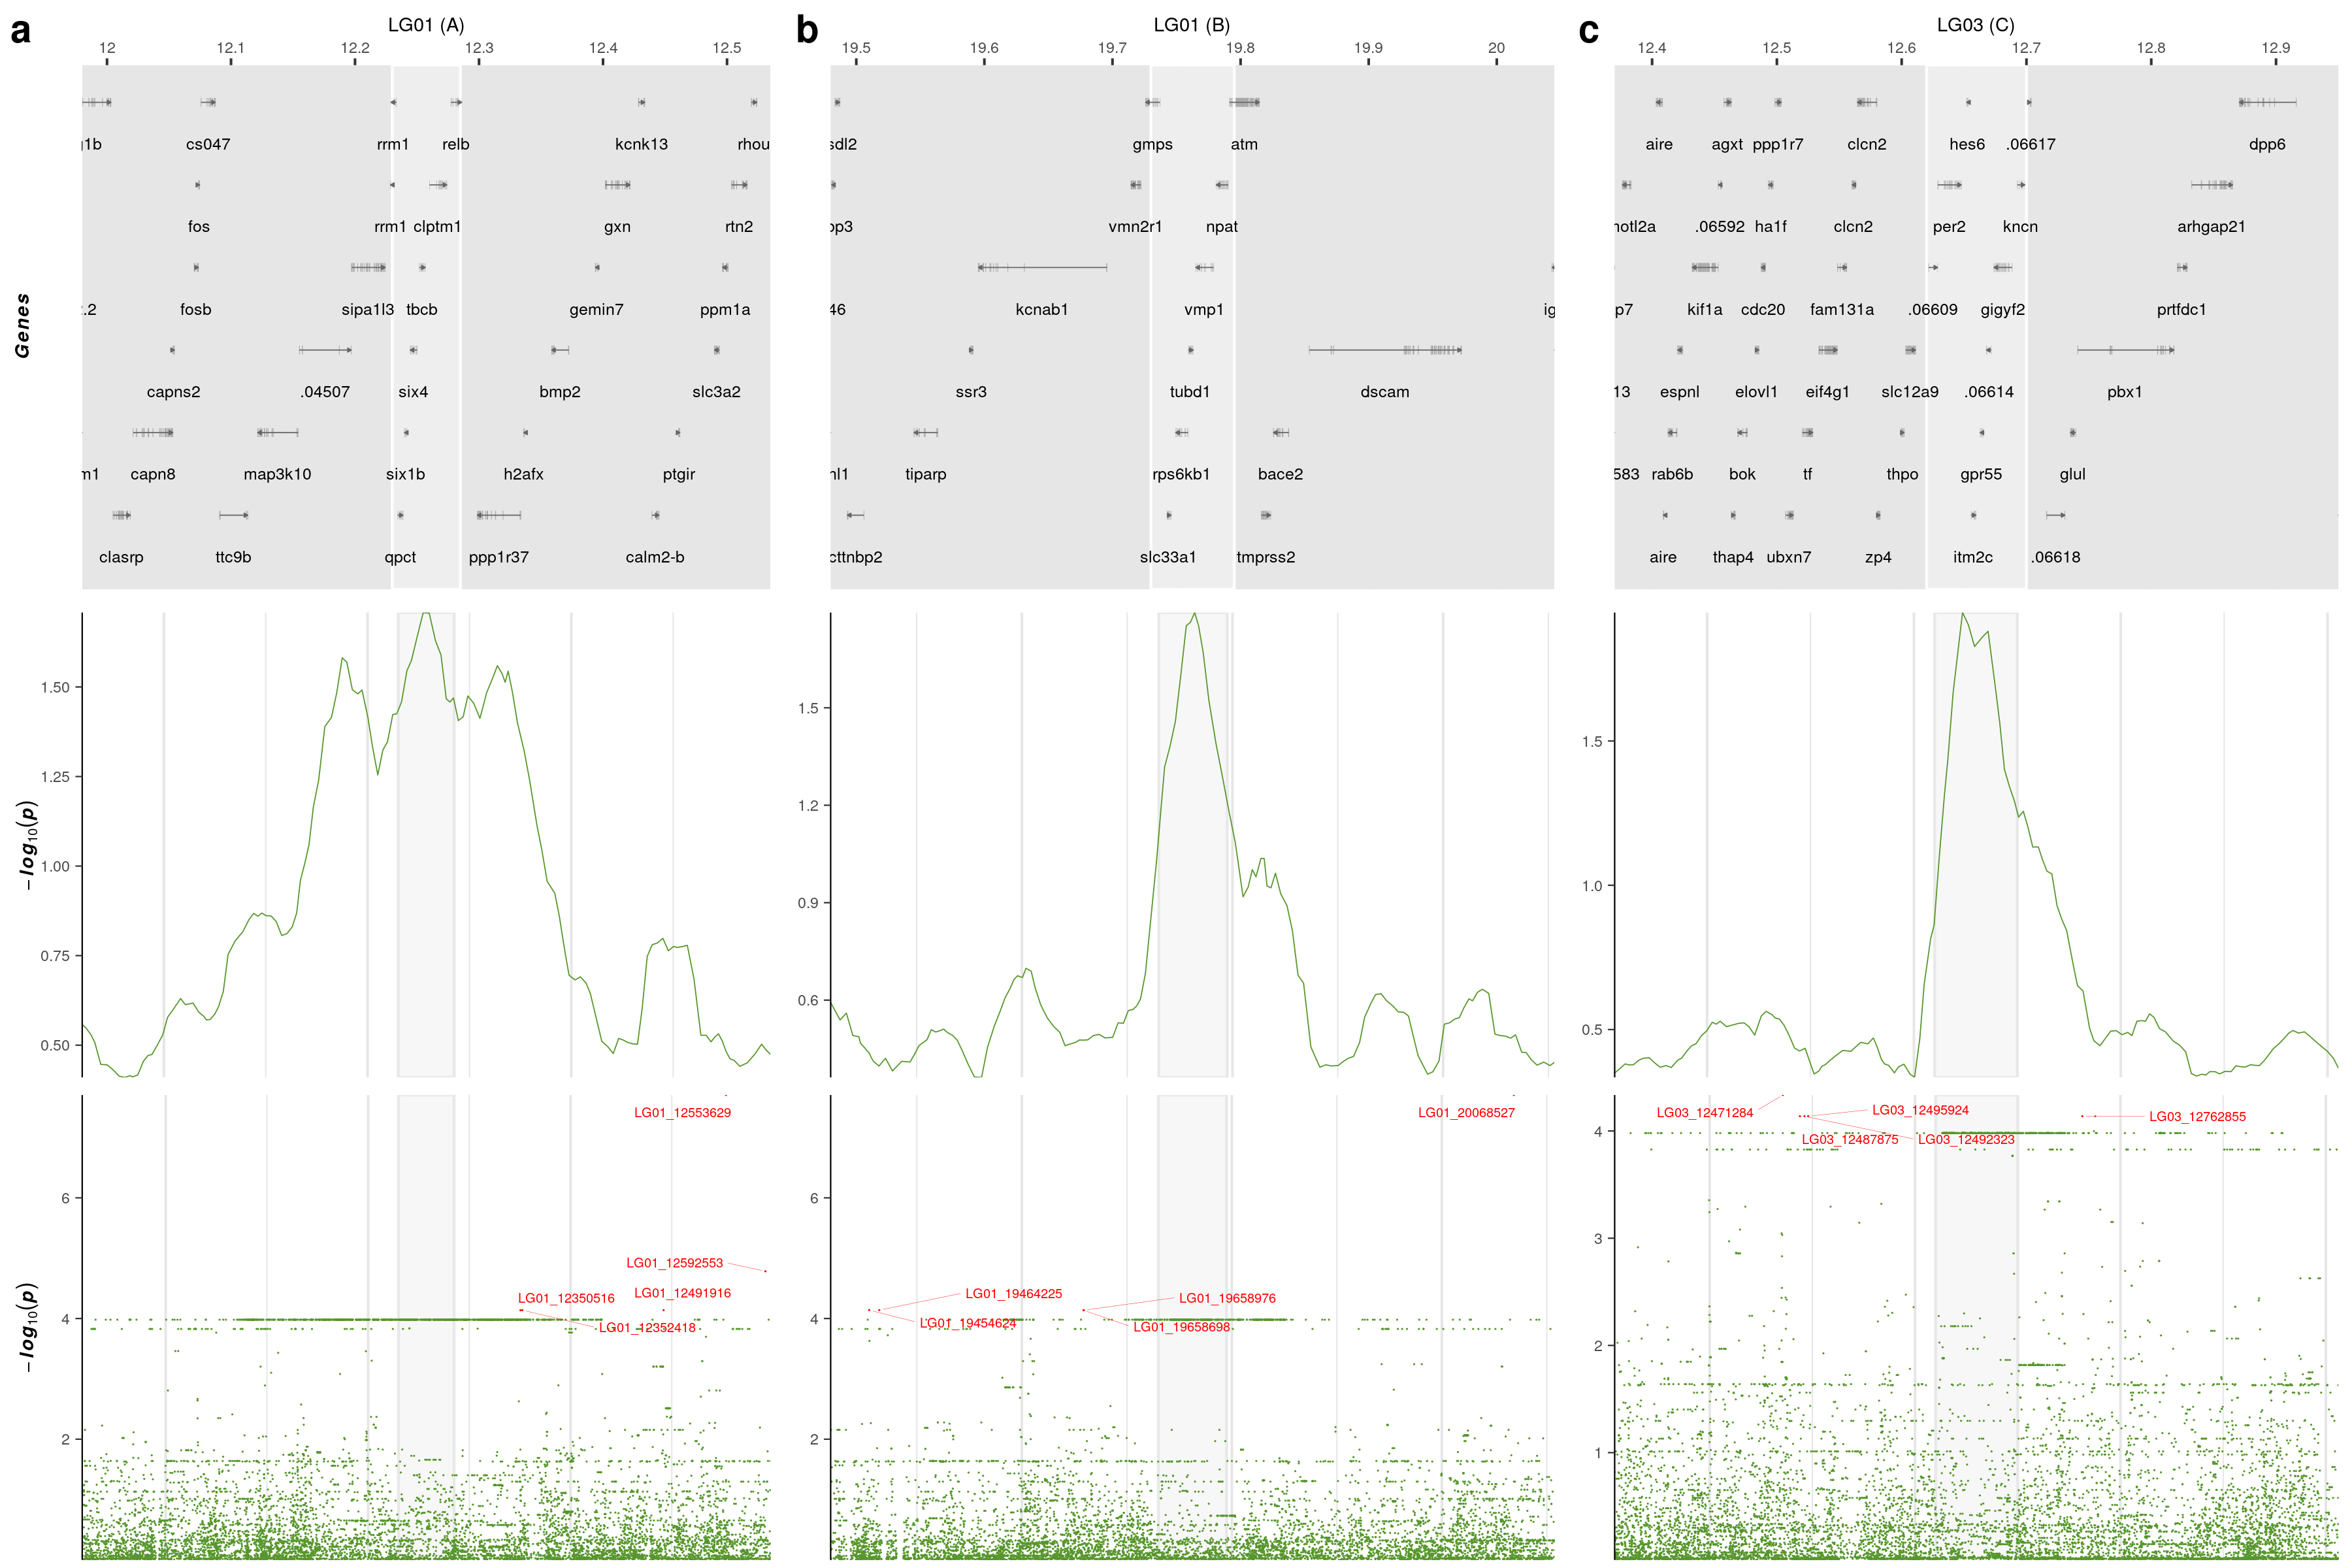 a
LG01 (A)
12 12.1 12.2 12.3 12.4 12.5
Genes
cs047 rrm1 relb kcnk13 rhou
fos rrm1 clptm1 gxn rtn2
fosb sipa1l3 tbcb gemin7 ppm1a
capns2 .04507 six4 bmp2 slc3a2
capn8 map3k10 six1b h2afx ptgir
clasrp ttc9b qpct ppp1r37 calm2-b
−log10(p)
1.50
1.25
1.00
0.75
0.50
−log10(p)
6
4
2
LG01_12553629
LG01_12592553
LG01_12491916
LG01_12350516
LG01_12352418
b
LG01 (B)
19.5 19.6 19.7 19.8 19.9 20
sdl2 gmps atm
pp3 vmn2r1 npat
46 kcnab1 vmp1 ig
ssr3 tubd1 dscam
nl1 tiparp rps6kb1 bace2
cttnbp2 slc33a1 tmprss2
1.5
1.2
0.9
0.6
6
4
2
LG01_20068527
LG01_19464225 LG01_19658976
LG01_19454624 LG01_19658698
c
LG03 (C)
12.4 12.5 12.6 12.7 12.8 12.9
aire agxt ppp1r7 clcn2 hes6 .06617 dpp6
notl2a .06592 ha1f clcn2 per2 kncn arhgap21
p7 kif1a cdc20 fam131a .06609 gigyf2 prtfdc1
13 espnl elovl1 eif4g1 slc12a9 .06614 pbx1
583 rab6b bok tf thpo gpr55 glul
aire thap4 ubxn7 zp4 itm2c .06618
1.5
1.0
0.5
4
3
2
1
LG03_12471284 LG03_12495924 LG03_12762855
LG03_12487875 LG03_12492323